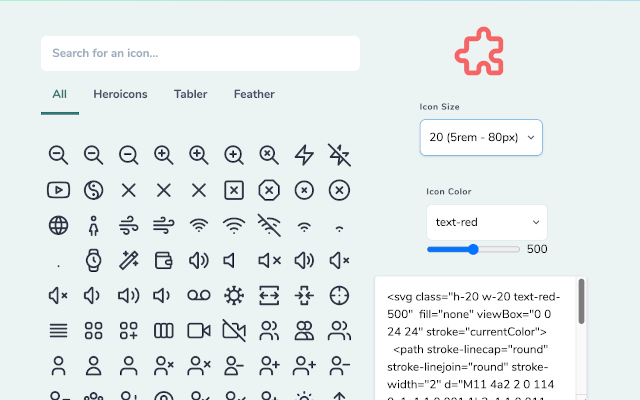 Search for an icon...
All Heroicons Tabler Feather
Icon Size
20 (5rem - 80px)
Icon Color
text-red
500
<svg class="h-20 w-20 text-red-
500" fill="none" viewBox="0 0
24 24" stroke="currentColor">
<path stroke-linecap="round"
stroke-linejoin="round" stroke-
width="2" d="M11 4a2 2 0 114